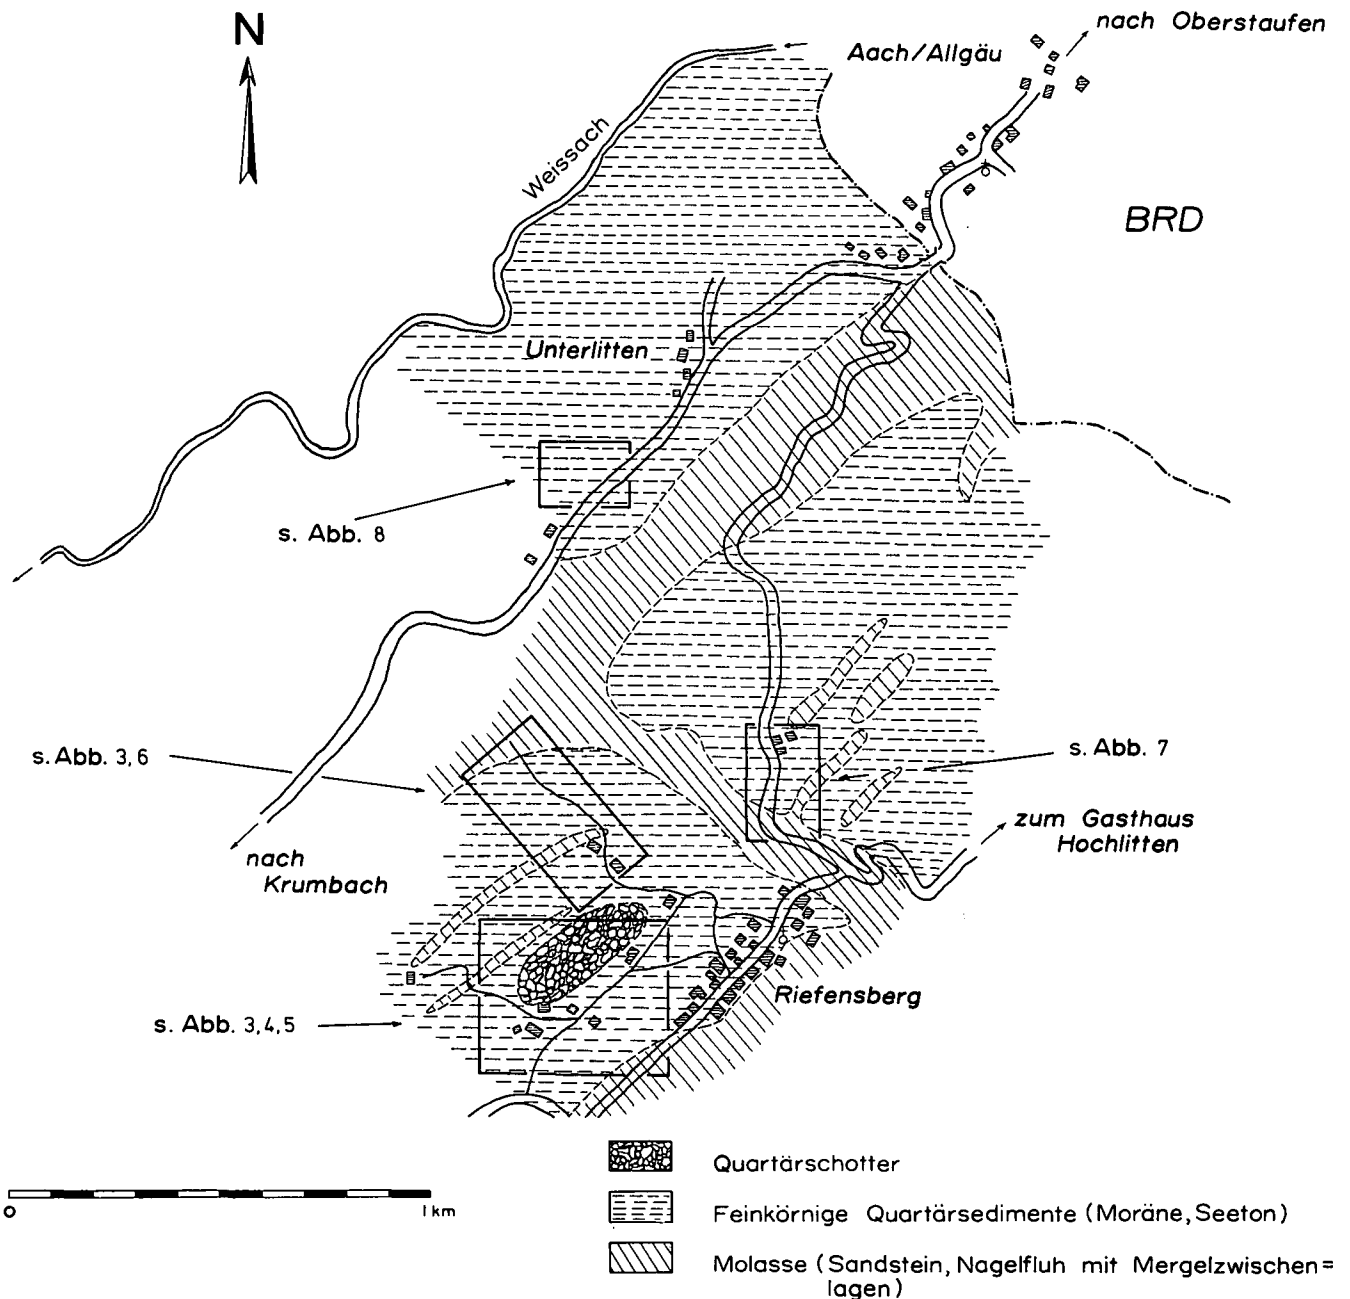 N
nach Oberstaufen
Aach/Allgäu
Weissach
BRD
Unterlitten
s. Abb. 8
s. Abb. 3,6
s. Abb. 7
zum Gasthaus
Hochlitten
nach
Krumbach
Riefensberg
s. Abb. 3,4,5
Quartärschotter
0
1 km
Feinkörnige Quartärsedimente (Moräne, Seeton)
Molasse (Sandstein, Nagelfluh mit Mergelzwischen=
lagen)